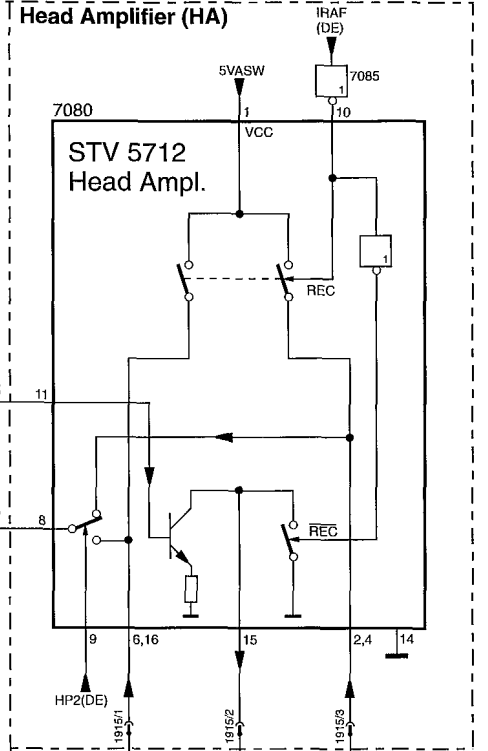 Head Amplifier (HA)
IRAF
(DE)
5VASW
1
7085
7080
1
10
VCC
STV 5712
Head Ampl.
1
REC
11
8
REC
9
6,16
15
2,4
14
HP2(DE)
1915/1
1915/2
1915/3